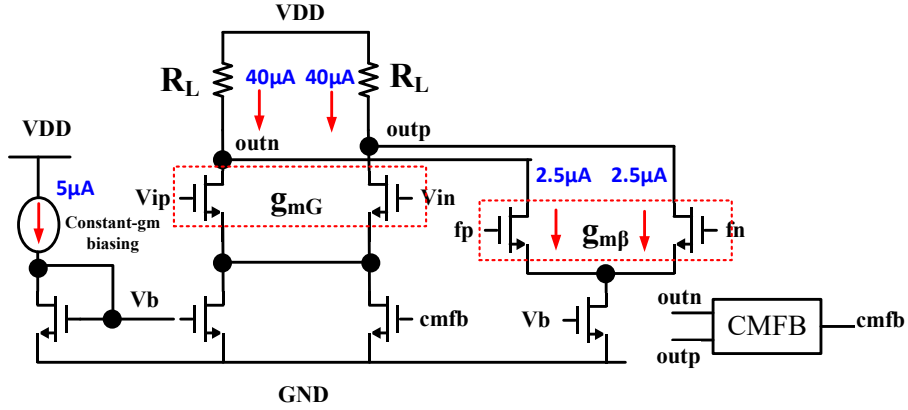 VDD
R_L
40μA
40μA
R_L
outn
outp
VDD
5μA
Constant-gm
biasing
Vip
g_mG
Vin
2.5μA
2.5μA
fp
g_mβ
fn
Vb
cmfb
Vb
outn
CMFB
cmfb
outp
GND